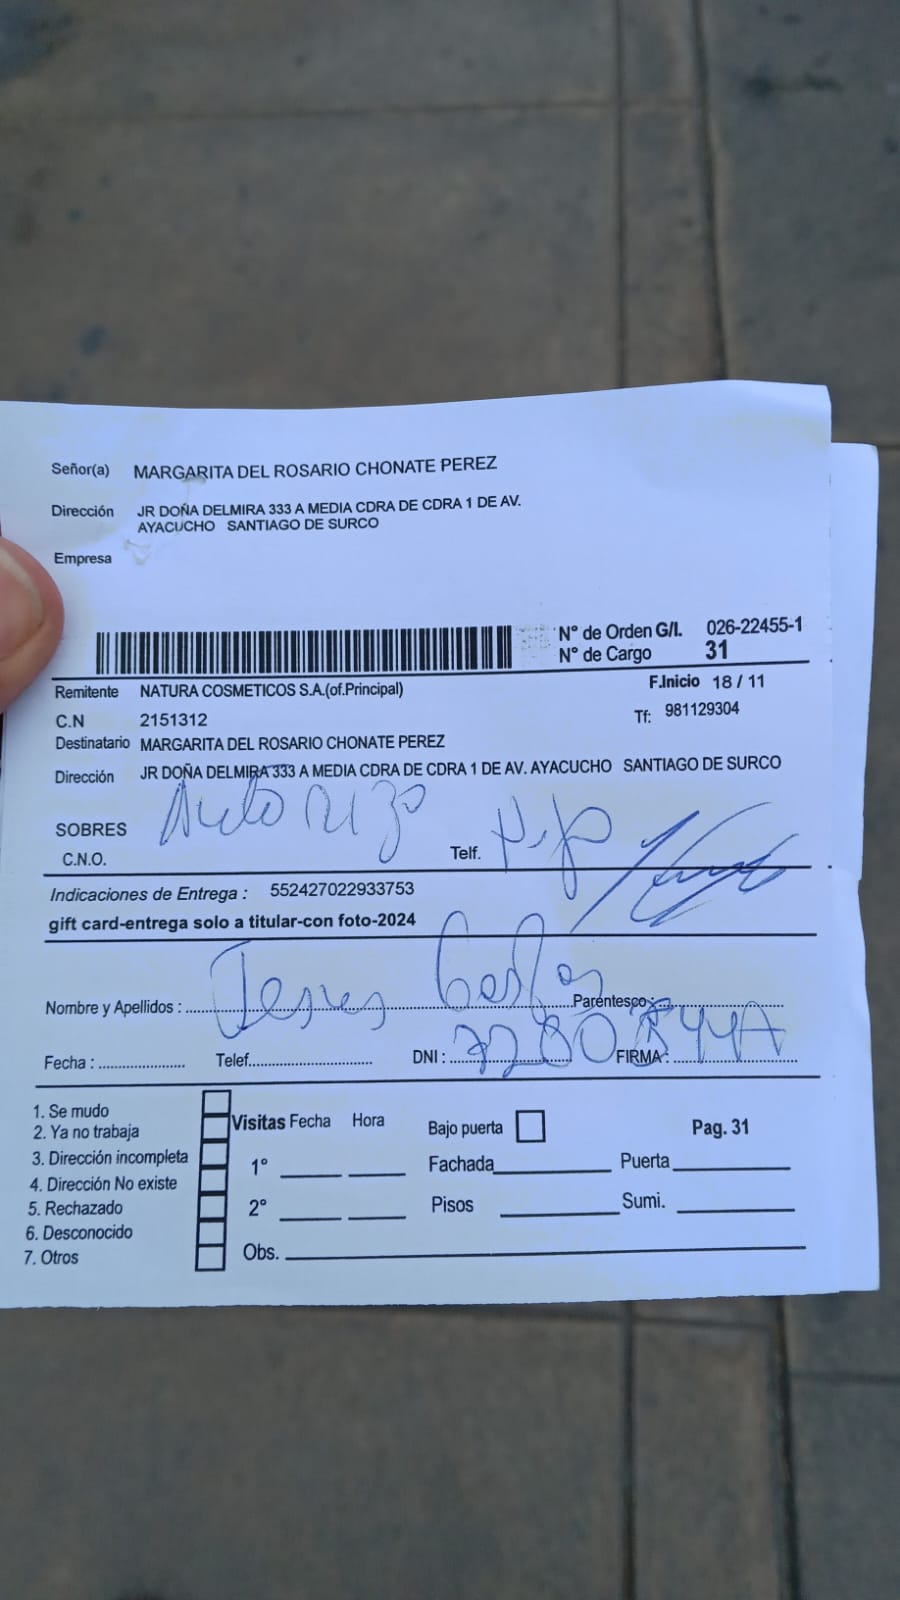 Señor(a) MARGARITA DEL ROSARIO CHONATE PEREZ
Dirección JR DOÑA DELMIRA 333 A MEDIA CDRA DE CDRA 1 DE AV.
AYACUCHO SANTIAGO DE SURCO
Empresa
N° de Orden G/I. 026-22455-1
N° de Cargo 31
Remitente NATURA COSMETICOS S.A.(of.Principal) F.Inicio 18 / 11
C.N 2151312 Tf: 981129304
Destinatario MARGARITA DEL ROSARIO CHONATE PEREZ
Dirección JR DOÑA DELMIRA 333 A MEDIA CDRA DE CDRA 1 DE AV. AYACUCHO SANTIAGO DE SURCO
SOBRES
C.N.O. Telf.
Indicaciones de Entrega : 552427022933753
gift card-entrega solo a titular-con foto-2024
Nombre y Apellidos : Jesus Parentesco :
Fecha : Telef. DNI : FIRMA :
1. Se mudo
2. Ya no trabaja
3. Dirección incompleta
4. Dirección No existe
5. Rechazado
6. Desconocido
7. Otros
Visitas Fecha Hora Bajo puerta Pag. 31
1° Fachada Puerta
2° Pisos Sumi.
Obs.